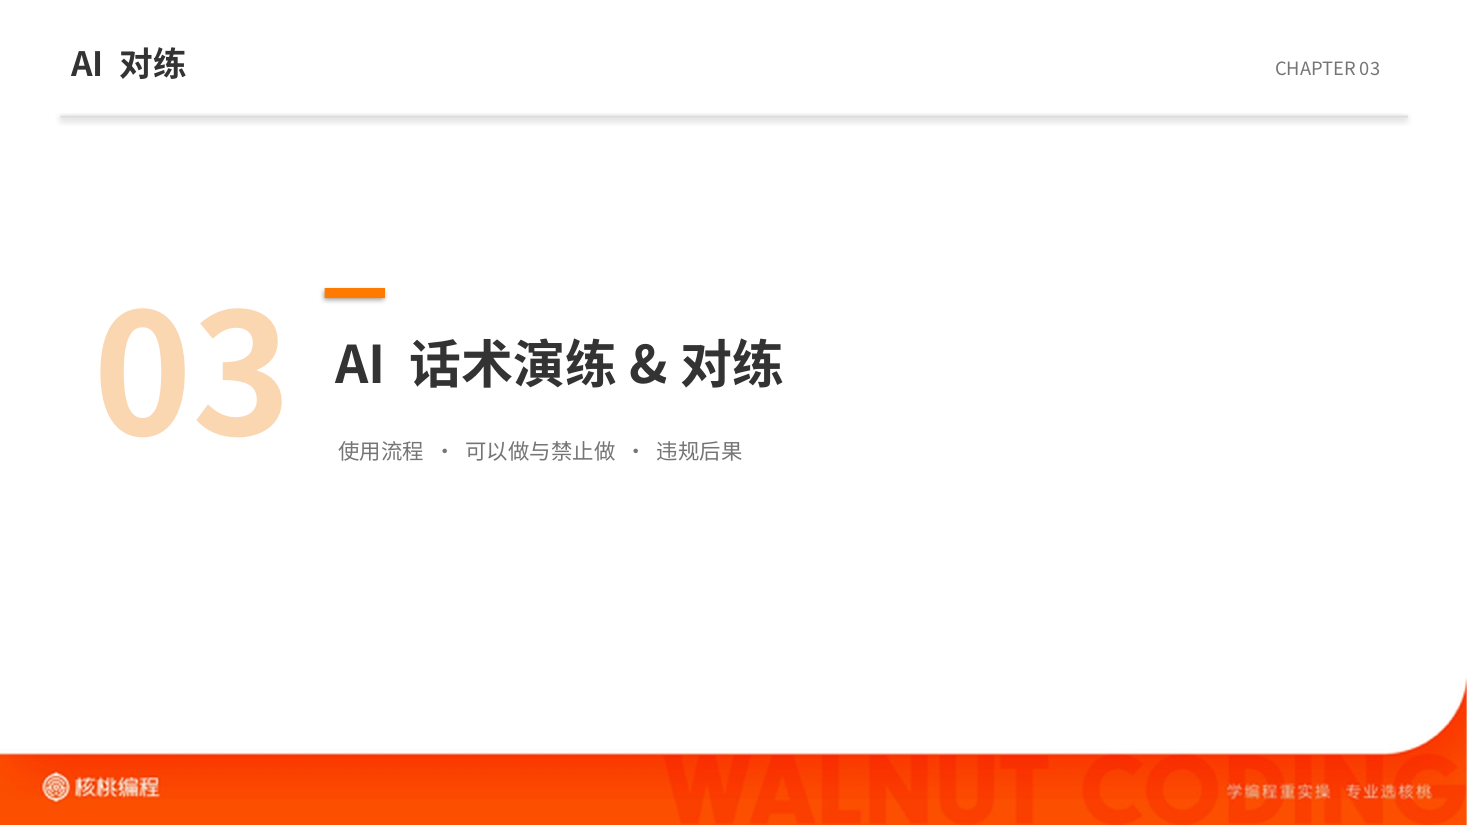 AI 对练
CHAPTER 03
03
AI 话术演练 & 对练
使用流程 · 可以做与禁止做 · 违规后果
WALNUT CODING
核桃编程
学编程重实操 专业选核桃